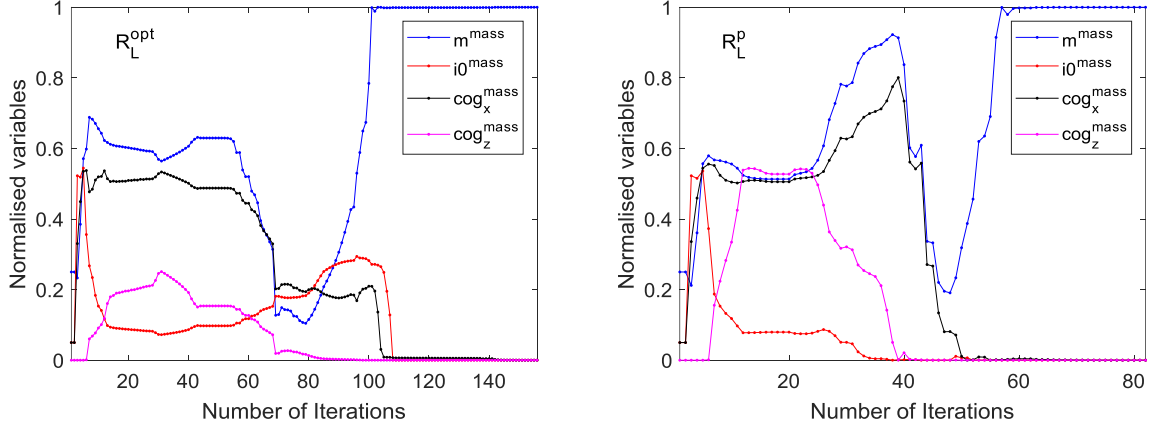 R_L^opt
m^mass
i0^mass
cog_x^mass
cog_z^mass
Normalised variables
1
0.8
0.6
0.4
0.2
0
20 40 60 80 100 120 140
Number of Iterations
R_L^p
m^mass
i0^mass
cog_x^mass
cog_z^mass
Normalised variables
1
0.8
0.6
0.4
0.2
0
20 40 60 80
Number of Iterations